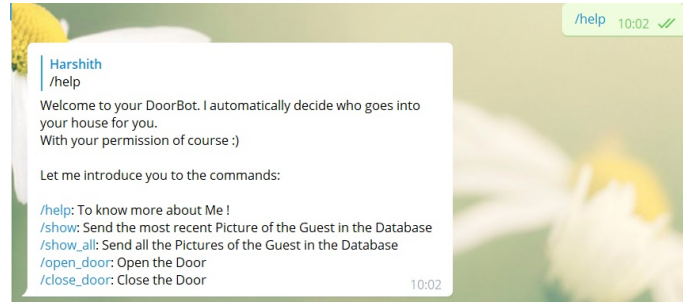 /help 10:02
Harshith
/help
Welcome to your DoorBot. I automatically decide who goes into
your house for you.
With your permission of course :)
Let me introduce you to the commands:
/help: To know more about Me !
/show: Send the most recent Picture of the Guest in the Database
/show_all: Send all the Pictures of the Guest in the Database
/open_door: Open the Door
/close_door: Close the Door
10:02